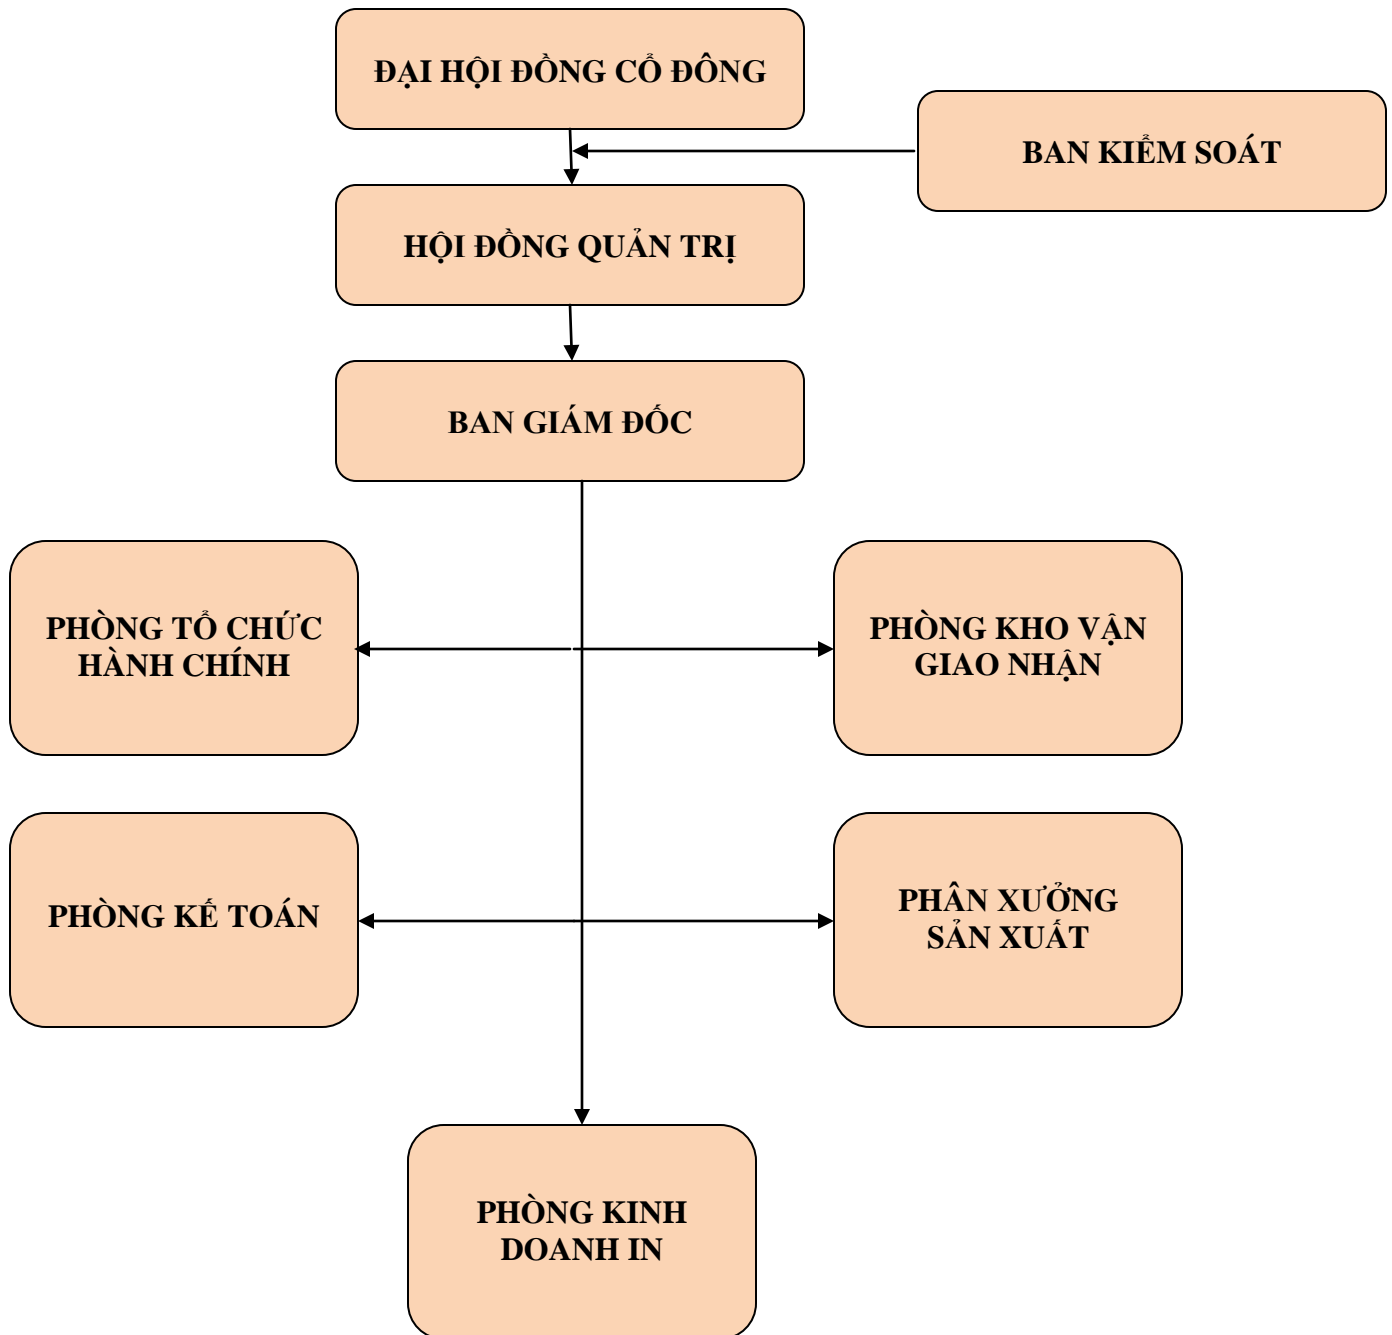 ĐẠI HỘI ĐỒNG CỔ ĐÔNG
BAN KIỂM SOÁT
HỘI ĐỒNG QUẢN TRỊ
BAN GIÁM ĐỐC
PHÒNG TỔ CHỨC
HÀNH CHÍNH
PHÒNG KHO VẬN
GIAO NHẬN
PHÒNG KẾ TOÁN
PHÂN XƯỞNG
SẢN XUẤT
PHÒNG KINH
DOANH IN